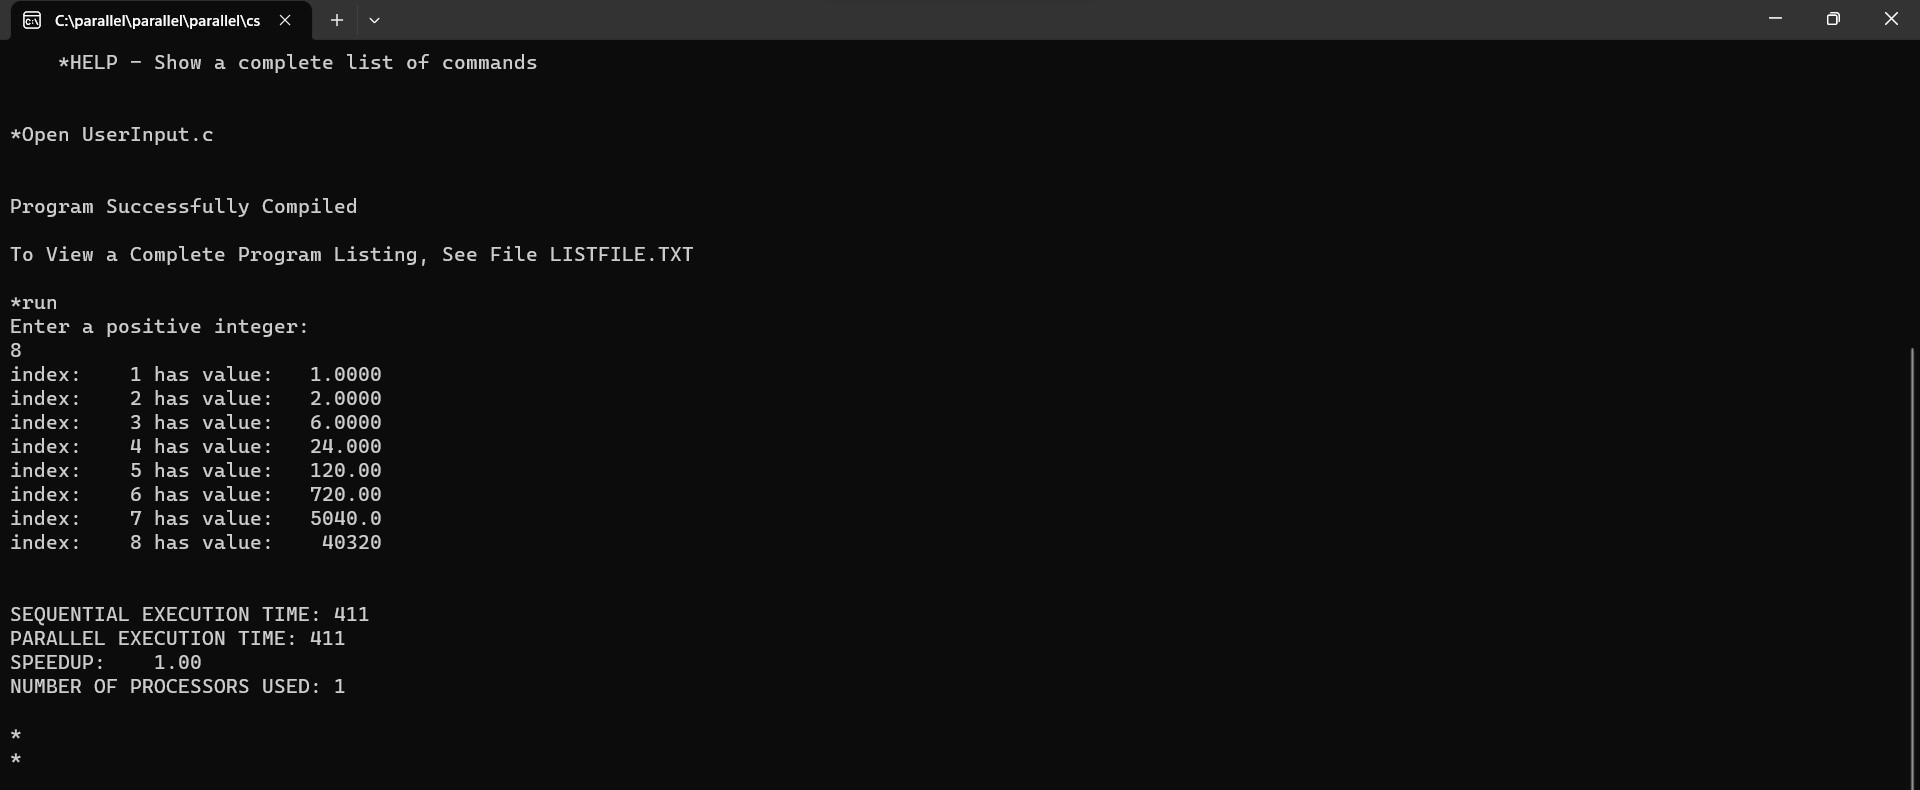 C:\parallel\parallel\parallel\cs
*HELP - Show a complete list of commands
*Open UserInput.c
Program Successfully Compiled
To View a Complete Program Listing, See File LISTFILE.TXT
*run
Enter a positive integer:
8
index:    1 has value:   1.0000
index:    2 has value:   2.0000
index:    3 has value:   6.0000
index:    4 has value:   24.000
index:    5 has value:   120.00
index:    6 has value:   720.00
index:    7 has value:   5040.0
index:    8 has value:    40320
SEQUENTIAL EXECUTION TIME: 411
PARALLEL EXECUTION TIME: 411
SPEEDUP:    1.00
NUMBER OF PROCESSORS USED: 1
*
*